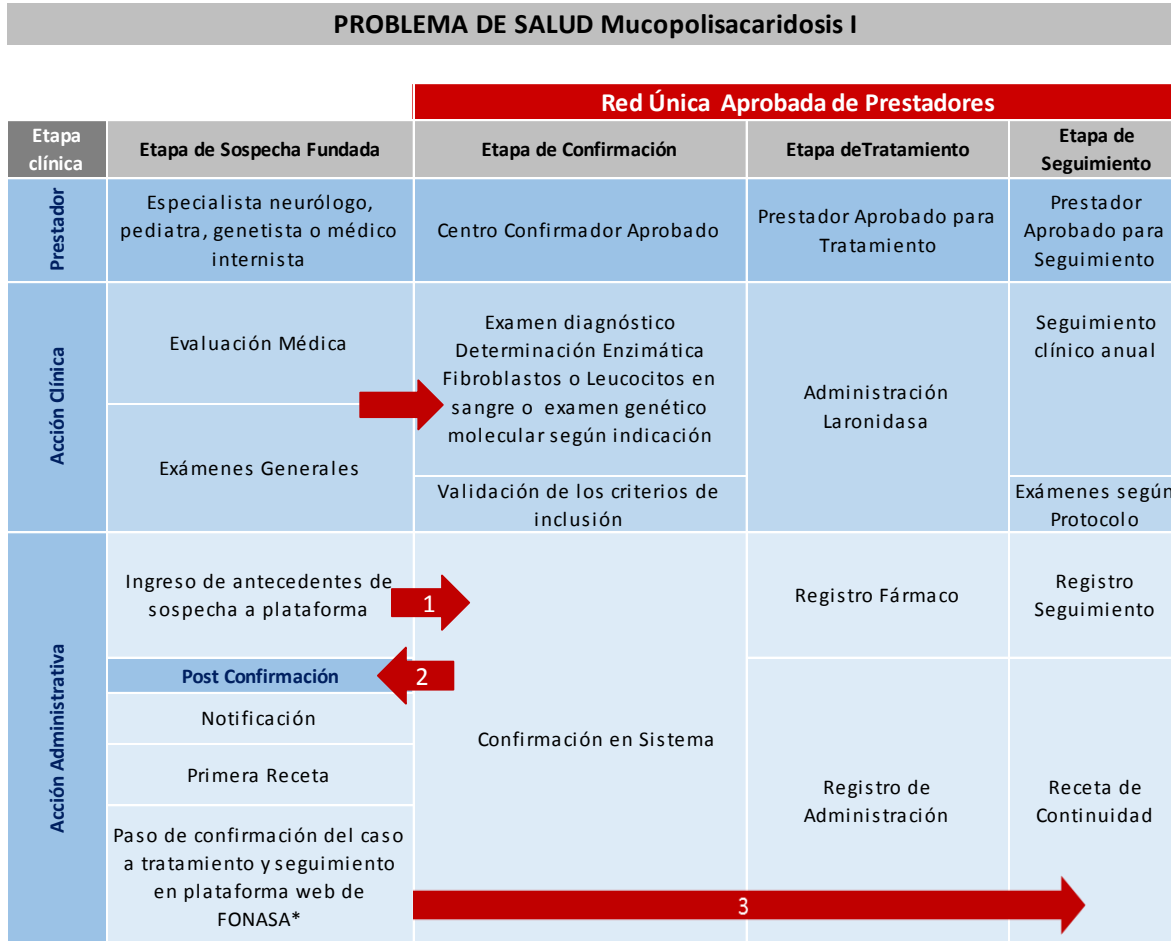 PROBLEMA DE SALUD Mucopolisacaridosis I
Red Única Aprobada de Prestadores
Etapa
clínica
Etapa de Sospecha Fundada
Etapa de Confirmación
Etapa deTratamiento
Etapa de
Seguimiento
Prestador
Especialista neurólogo,
pediatra, genetista o médico
internista
Centro Confirmador Aprobado
Prestador Aprobado para
Tratamiento
Prestador
Aprobado para
Seguimiento
Acción Clínica
Evaluación Médica
Exámenes Generales
Examen diagnóstico
Determinación Enzimática
Fibroblastos o Leucocitos en
sangre o examen genético
molecular según indicación
Validación de los criterios de
inclusión
Administración
Laronidasa
Seguimiento
clínico anual
Exámenes según
Protocolo
Acción Administrativa
Ingreso de antecedentes de
sospecha a plataforma
1
Post Confirmación
2
Notificación
Primera Receta
Paso de confirmación del caso
a tratamiento y seguimiento
en plataforma web de
FONASA*
Confirmación en Sistema
Registro Fármaco
Registro de
Administración
Registro
Seguimiento
Receta de
Continuidad
3